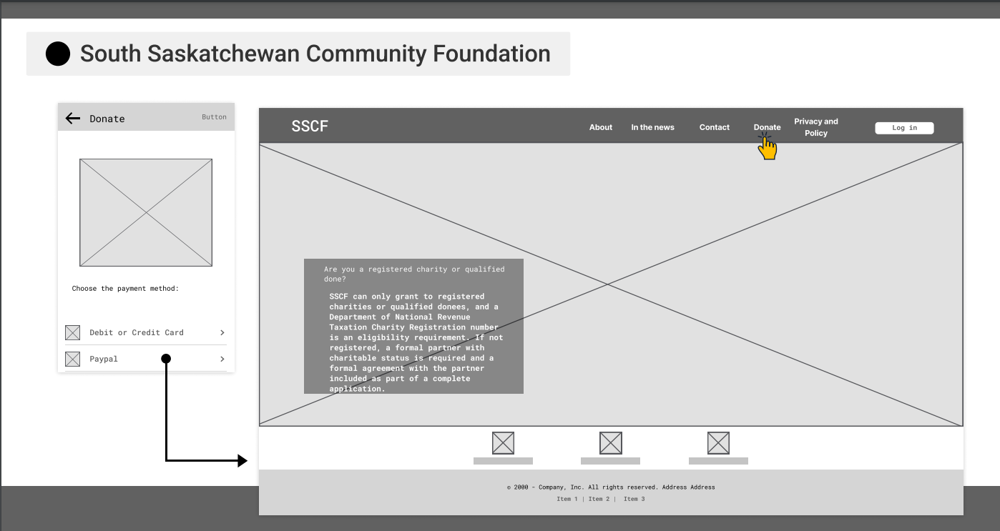 South Saskatchewan Community Foundation
Donate
Button
Choose the payment method:
Debit or Credit Card
Paypal
SSCF
About
In the news
Contact
Donate
Privacy and
Policy
Log in
Are you a registered charity or qualified
done?
SSCF can only grant to registered
charities or qualified donees, and a
Department of National Revenue
Taxation Charity Registration number
is an eligibility requirement. If not
registered, a formal partner with
charitable status is required and a
formal agreement with the partner
included as part of a complete
application.
© 2000 - Company, Inc. All rights reserved. Address Address
Item 1 | Item 2 | Item 3